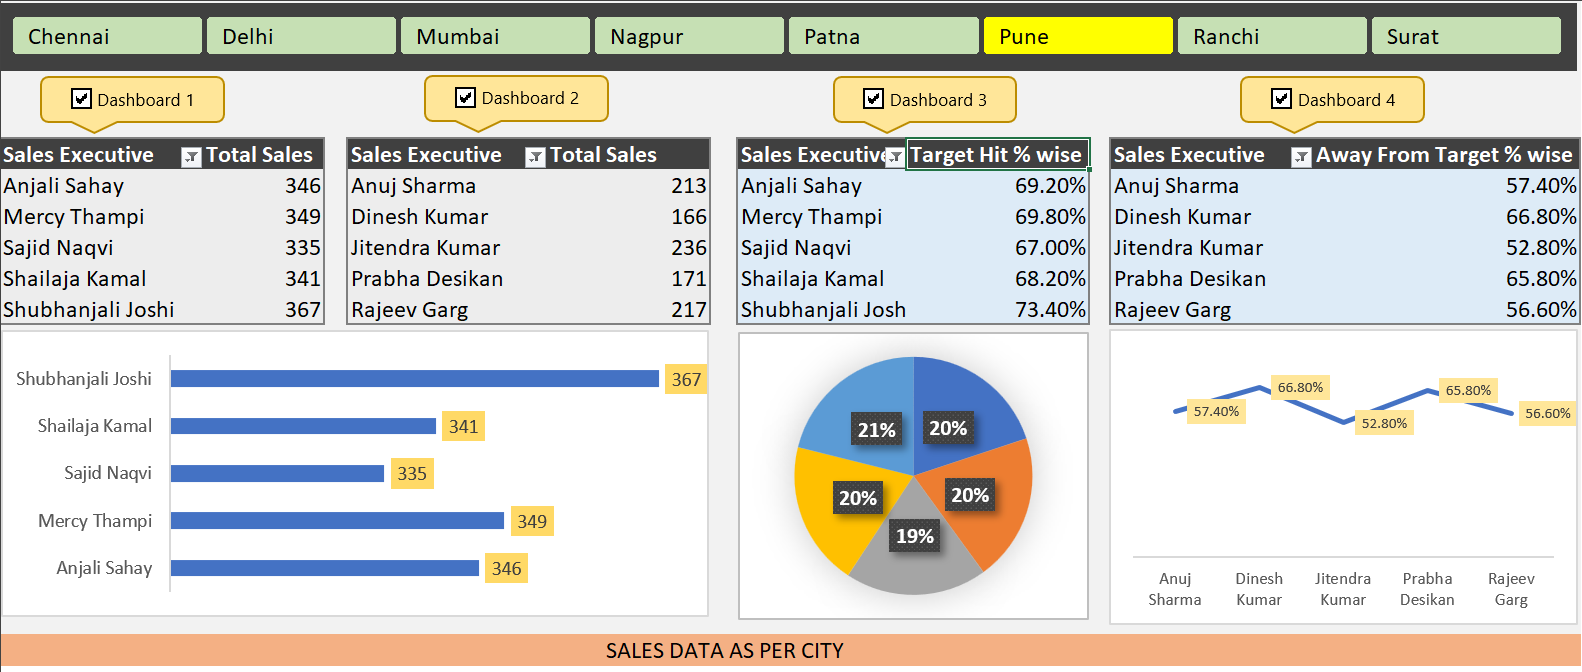 Chennai Delhi Mumbai Nagpur Patna Pune Ranchi Surat
Dashboard 1 Dashboard 2 Dashboard 3 Dashboard 4
Sales Executive Total Sales
Anjali Sahay 346
Mercy Thampi 349
Sajid Naqvi 335
Shailaja Kamal 341
Shubhanjali Joshi 367
Sales Executive Total Sales
Anuj Sharma 213
Dinesh Kumar 166
Jitendra Kumar 236
Prabha Desikan 171
Rajeev Garg 217
Sales Executive Target Hit % wise
Anjali Sahay 69.20%
Mercy Thampi 69.80%
Sajid Naqvi 67.00%
Shailaja Kamal 68.20%
Shubhanjali Josh 73.40%
Sales Executive Away From Target % wise
Anuj Sharma 57.40%
Dinesh Kumar 66.80%
Jitendra Kumar 52.80%
Prabha Desikan 65.80%
Rajeev Garg 56.60%
Shubhanjali Joshi 367
Shailaja Kamal 341
Sajid Naqvi 335
Mercy Thampi 349
Anjali Sahay 346
21% 20%
20% 20%
19%
57.40% 66.80% 52.80% 65.80% 56.60%
Anuj Dinesh Jitendra Prabha Rajeev
Sharma Kumar Kumar Desikan Garg
SALES DATA AS PER CITY